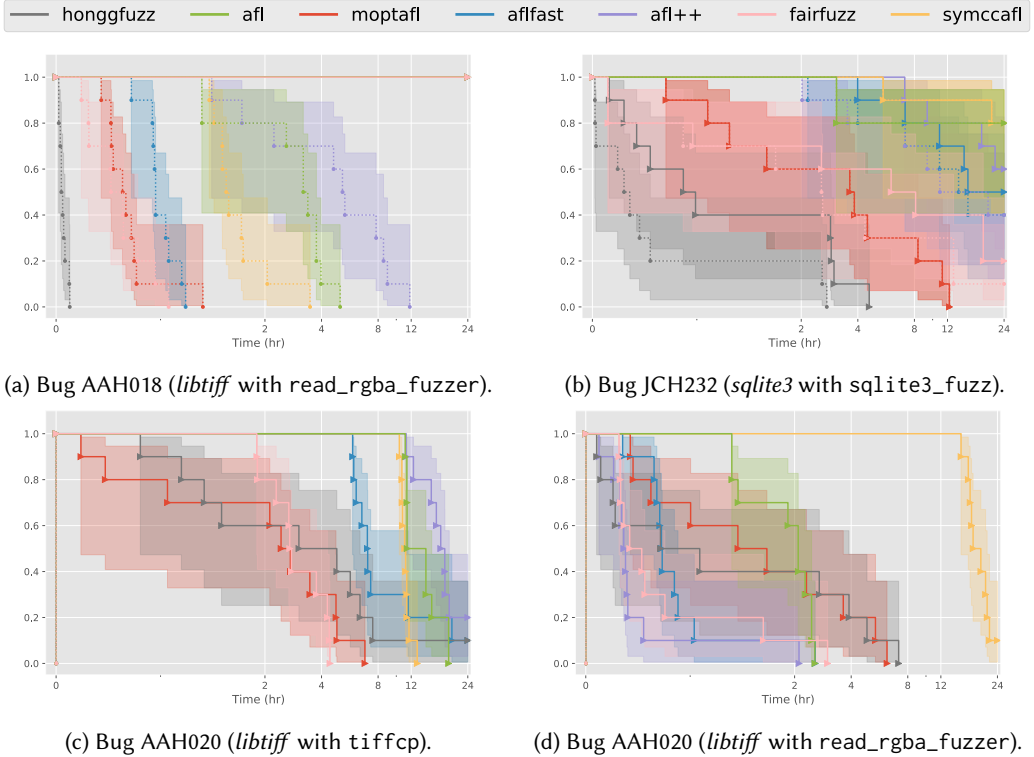 honggfuzz afl moptafl aflfast afl++ fairfuzz symccafl
1.0
0.8
0.6
0.4
0.2
0.0
0 2 4 8 12 24
Time (hr)
(a) Bug AAH018 (libtiff with read_rgba_fuzzer).
1.0
0.8
0.6
0.4
0.2
0.0
0 2 4 8 12 24
Time (hr)
(b) Bug JCH232 (sqlite3 with sqlite3_fuzz).
1.0
0.8
0.6
0.4
0.2
0.0
0 2 4 8 12 24
Time (hr)
(c) Bug AAH020 (libtiff with tiffcp).
1.0
0.8
0.6
0.4
0.2
0.0
0 2 4 8 12 24
Time (hr)
(d) Bug AAH020 (libtiff with read_rgba_fuzzer).